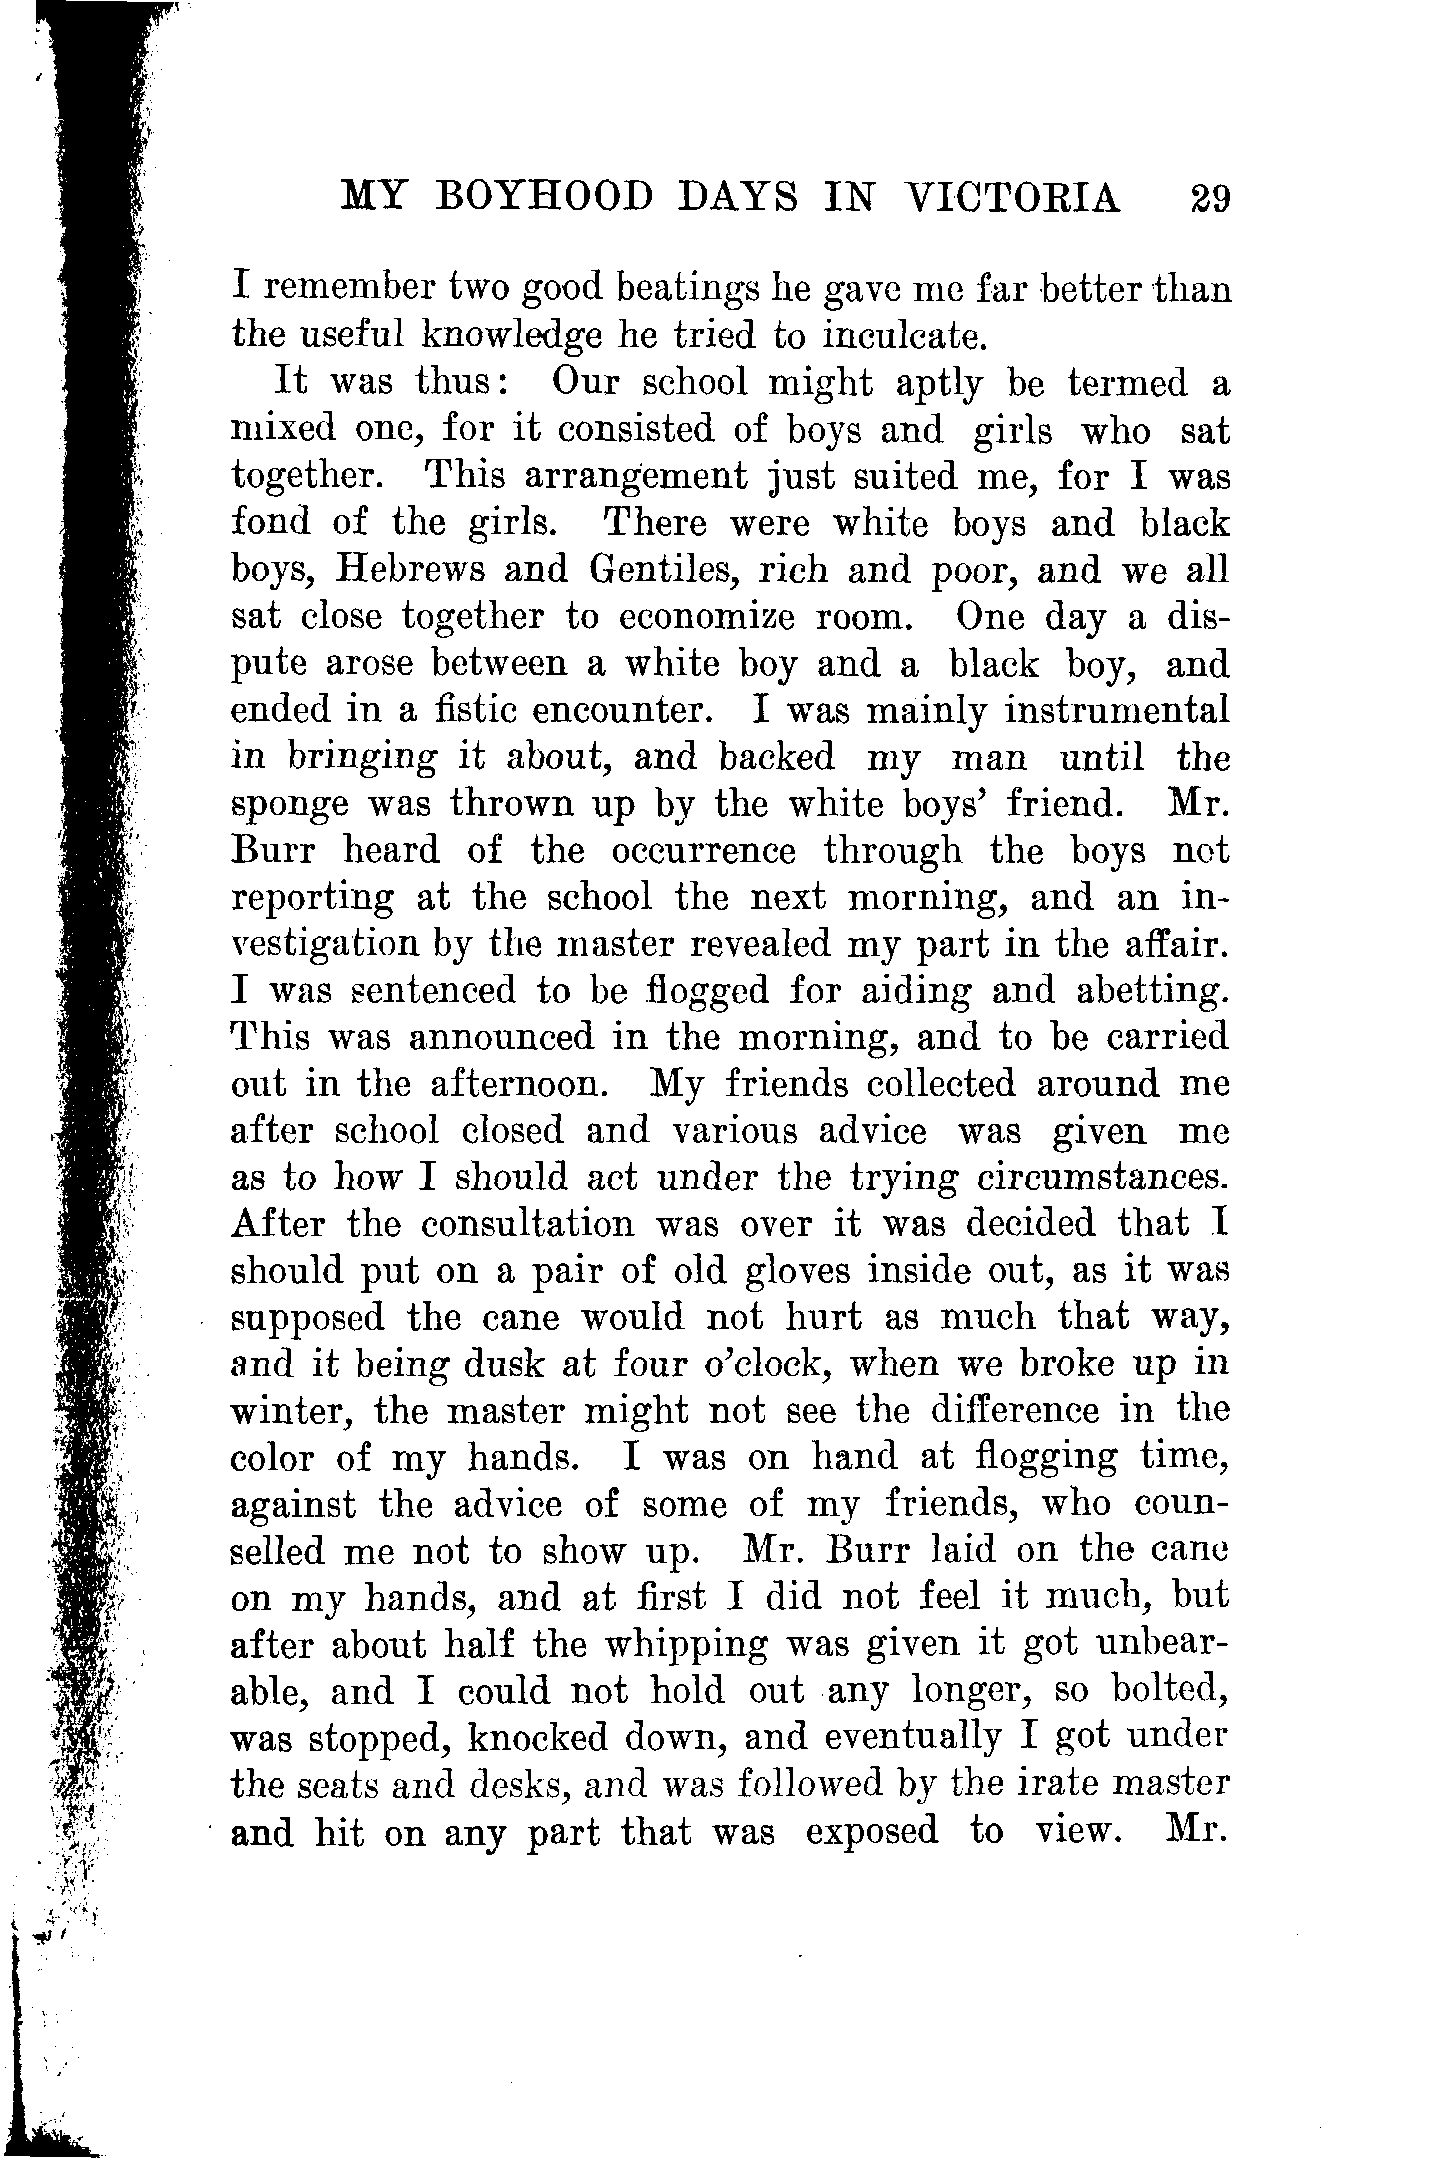 MY BOYHOOD DAYS IN VICTORIA 29
I remember two good beatings he gave me far better than
the useful knowledge he tried to inculcate.
It was thus: Our school might aptly be termed a
mixed one, for it consisted of boys and girls who sat
together. This arrangement just suited me, for I was
fond of the girls. There were white boys and black
boys, Hebrews and Gentiles, rich and poor, and we all
sat close together to economize room. One day a dis-
pute arose between a white boy and a black boy, and
ended in a fistic encounter. I was mainly instrumental
in bringing it about, and backed my man until the
sponge was thrown up by the white boys' friend. Mr.
Burr heard of the occurrence through the boys not
reporting at the school the next morning, and an in-
vestigation by the master revealed my part in the affair.
I was sentenced to be flogged for aiding and abetting.
This was announced in the morning, and to be carried
out in the afternoon. My friends collected around me
after school closed and various advice was given me
as to how I should act under the trying circumstances.
After the consultation was over it was decided that I
should put on a pair of old gloves inside out, as it was
supposed the cane would not hurt as much that way,
and it being dusk at four o'clock, when we broke up in
winter, the master might not see the difference in the
color of my hands. I was on hand at flogging time,
against the advice of some of my friends, who coun-
selled me not to show up. Mr. Burr laid on the cane
on my hands, and at first I did not feel it much, but
after about half the whipping was given it got unbear-
able, and I could not hold out any longer, so bolted,
was stopped, knocked down, and eventually I got under
the seats and desks, and was followed by the irate master
and hit on any part that was exposed to view. Mr.